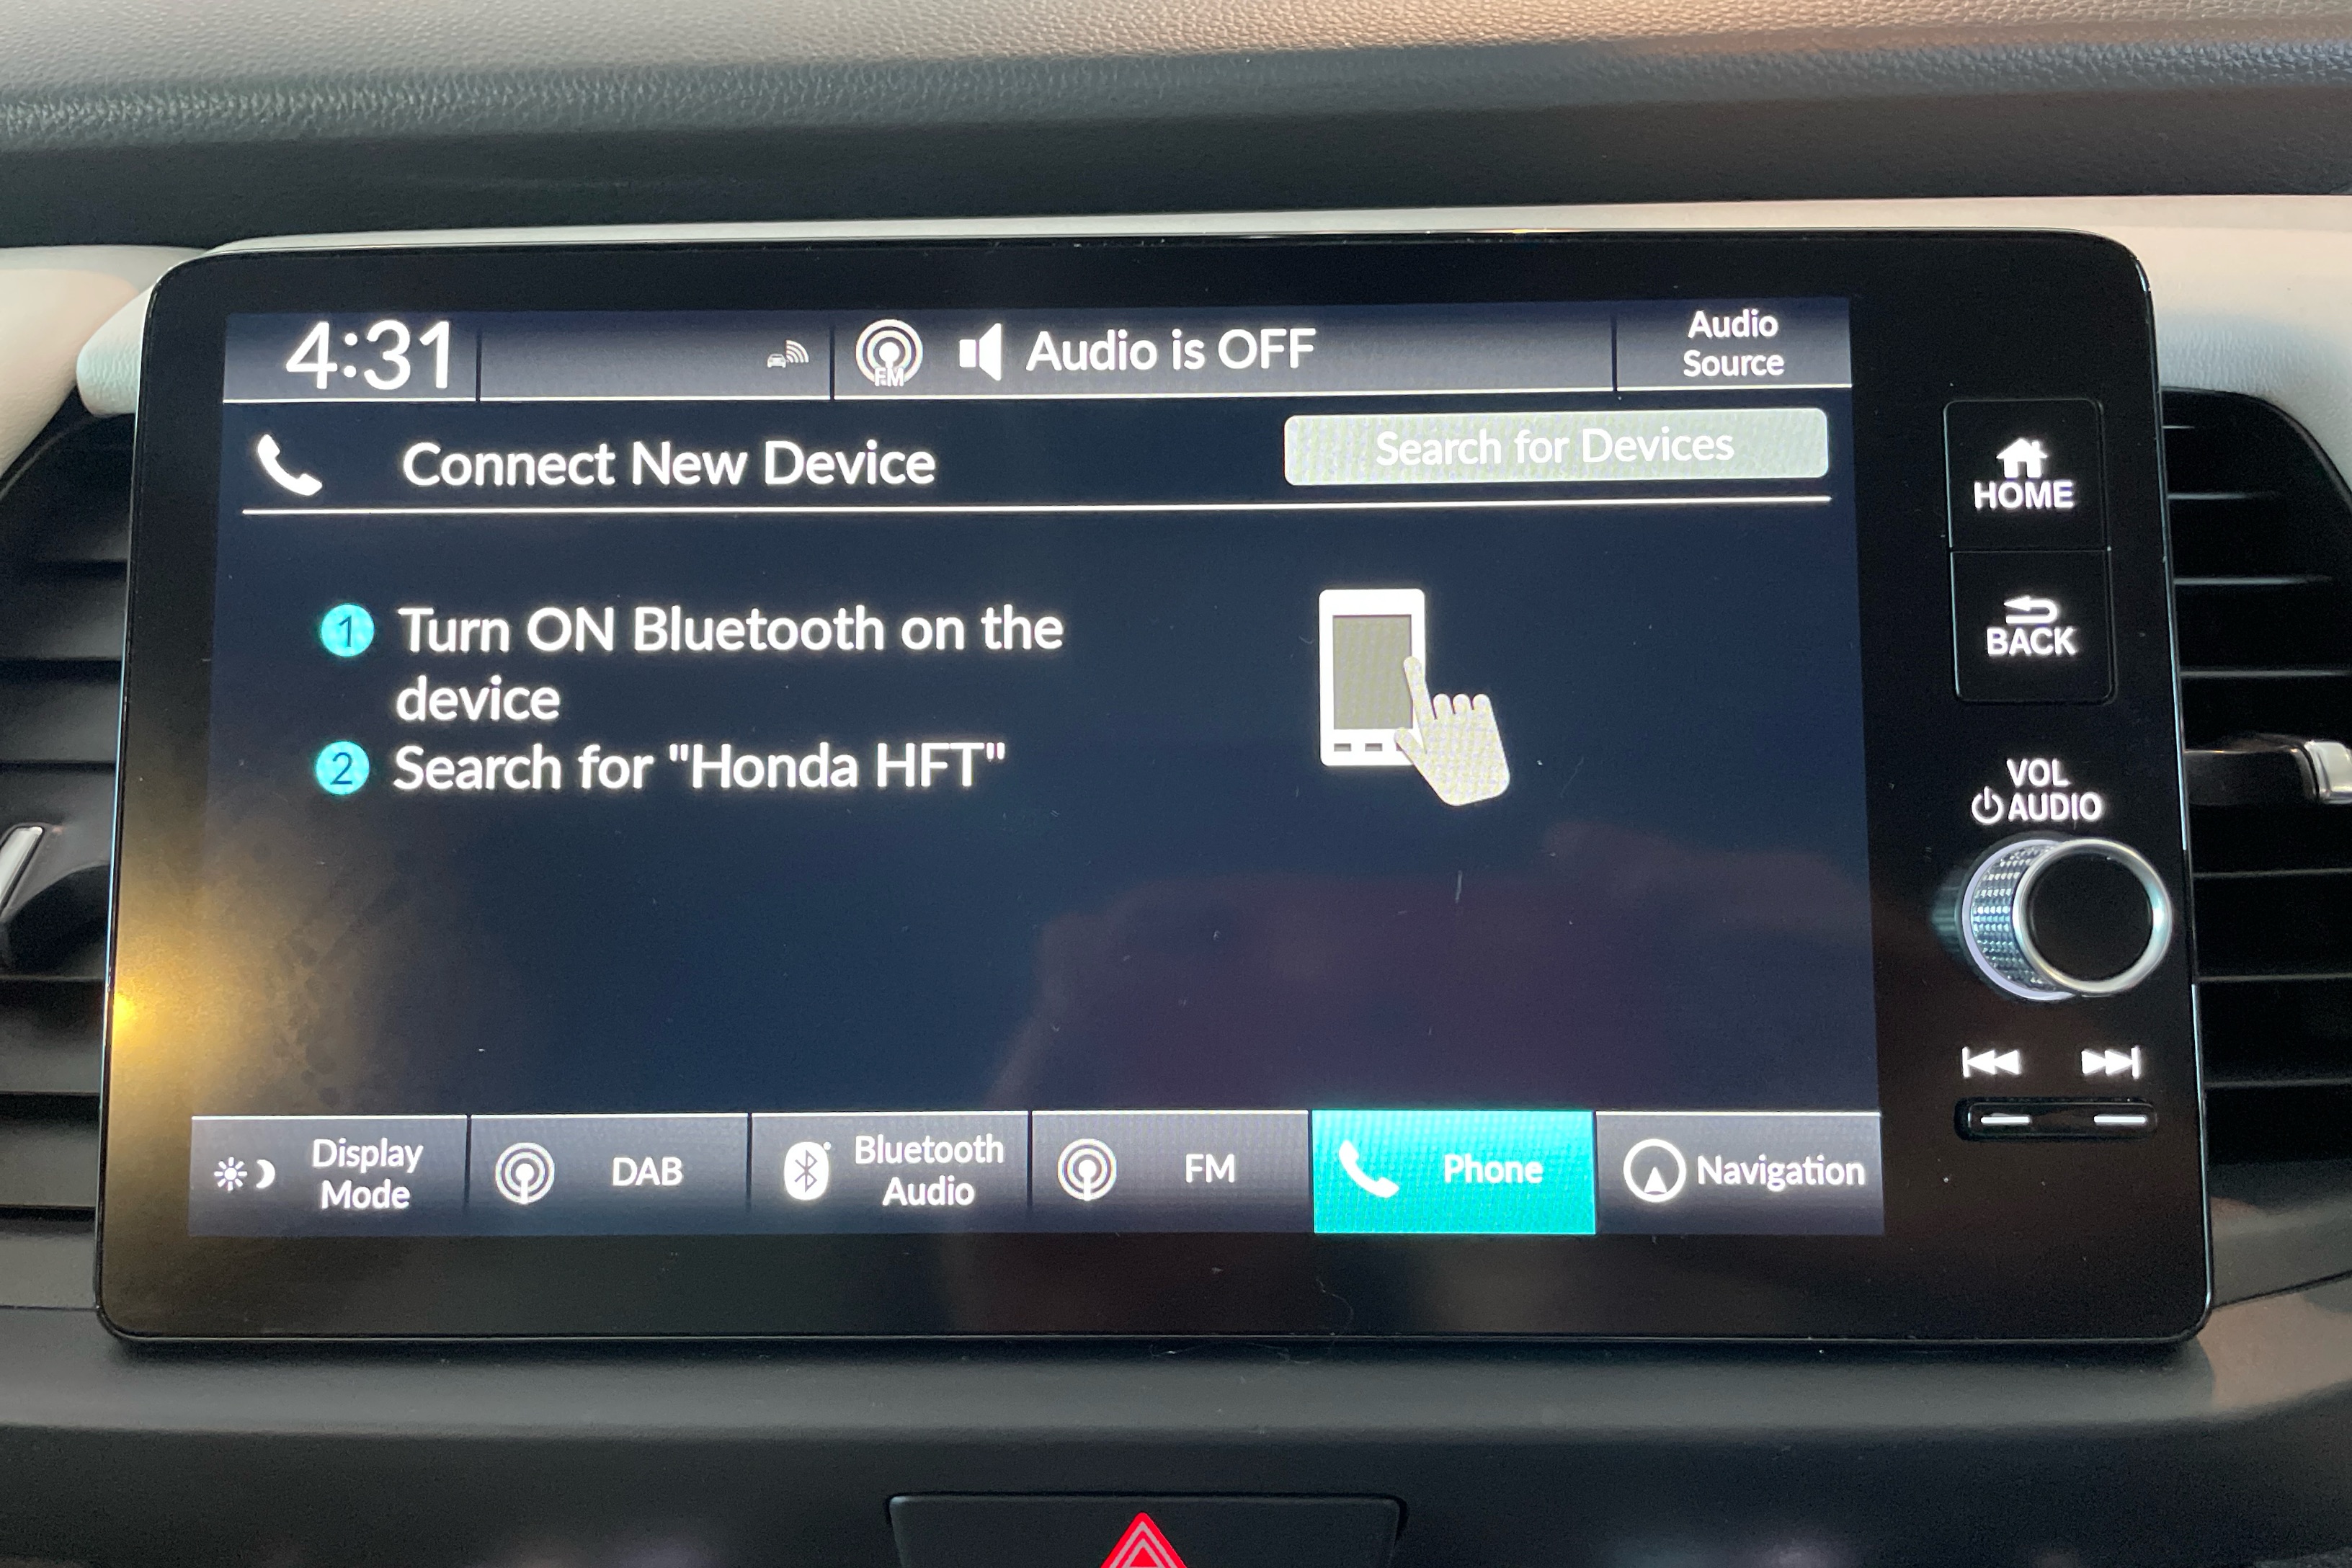 4:31
FM
Audio is OFF
Audio
Source
Connect New Device
Search for Devices
1 Turn ON Bluetooth on the
device
2 Search for "Honda HFT"
HOME
BACK
VOL
AUDIO
Display
Mode
DAB
Bluetooth
Audio
FM
Phone
Navigation